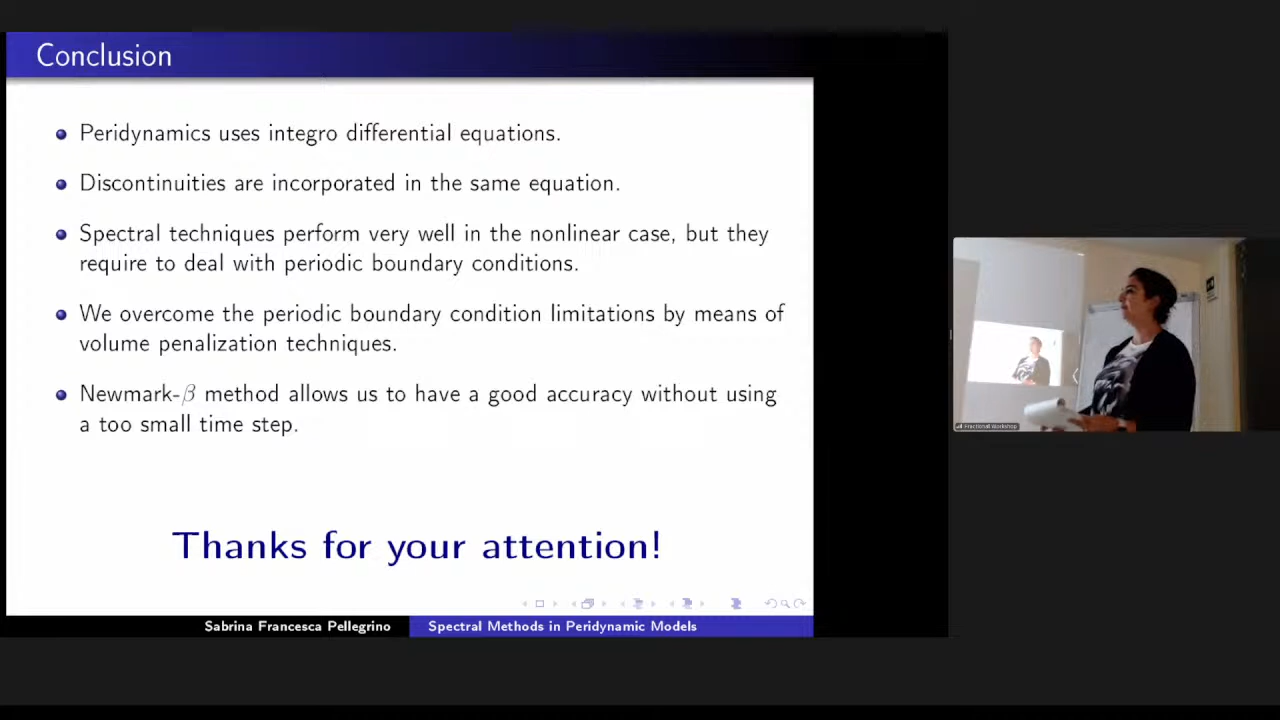 Conclusion
Peridynamics uses integro differential equations.
Discontinuities are incorporated in the same equation.
Spectral techniques perform very well in the nonlinear case, but they
require to deal with periodic boundary conditions.
We overcome the periodic boundary condition limitations by means of
volume penalization techniques.
Newmark-β method allows us to have a good accuracy without using
a too small time step.
Thanks for your attention!
Sabrina Francesca Pellegrino
Spectral Methods in Peridynamic Models
Fractional Workshop